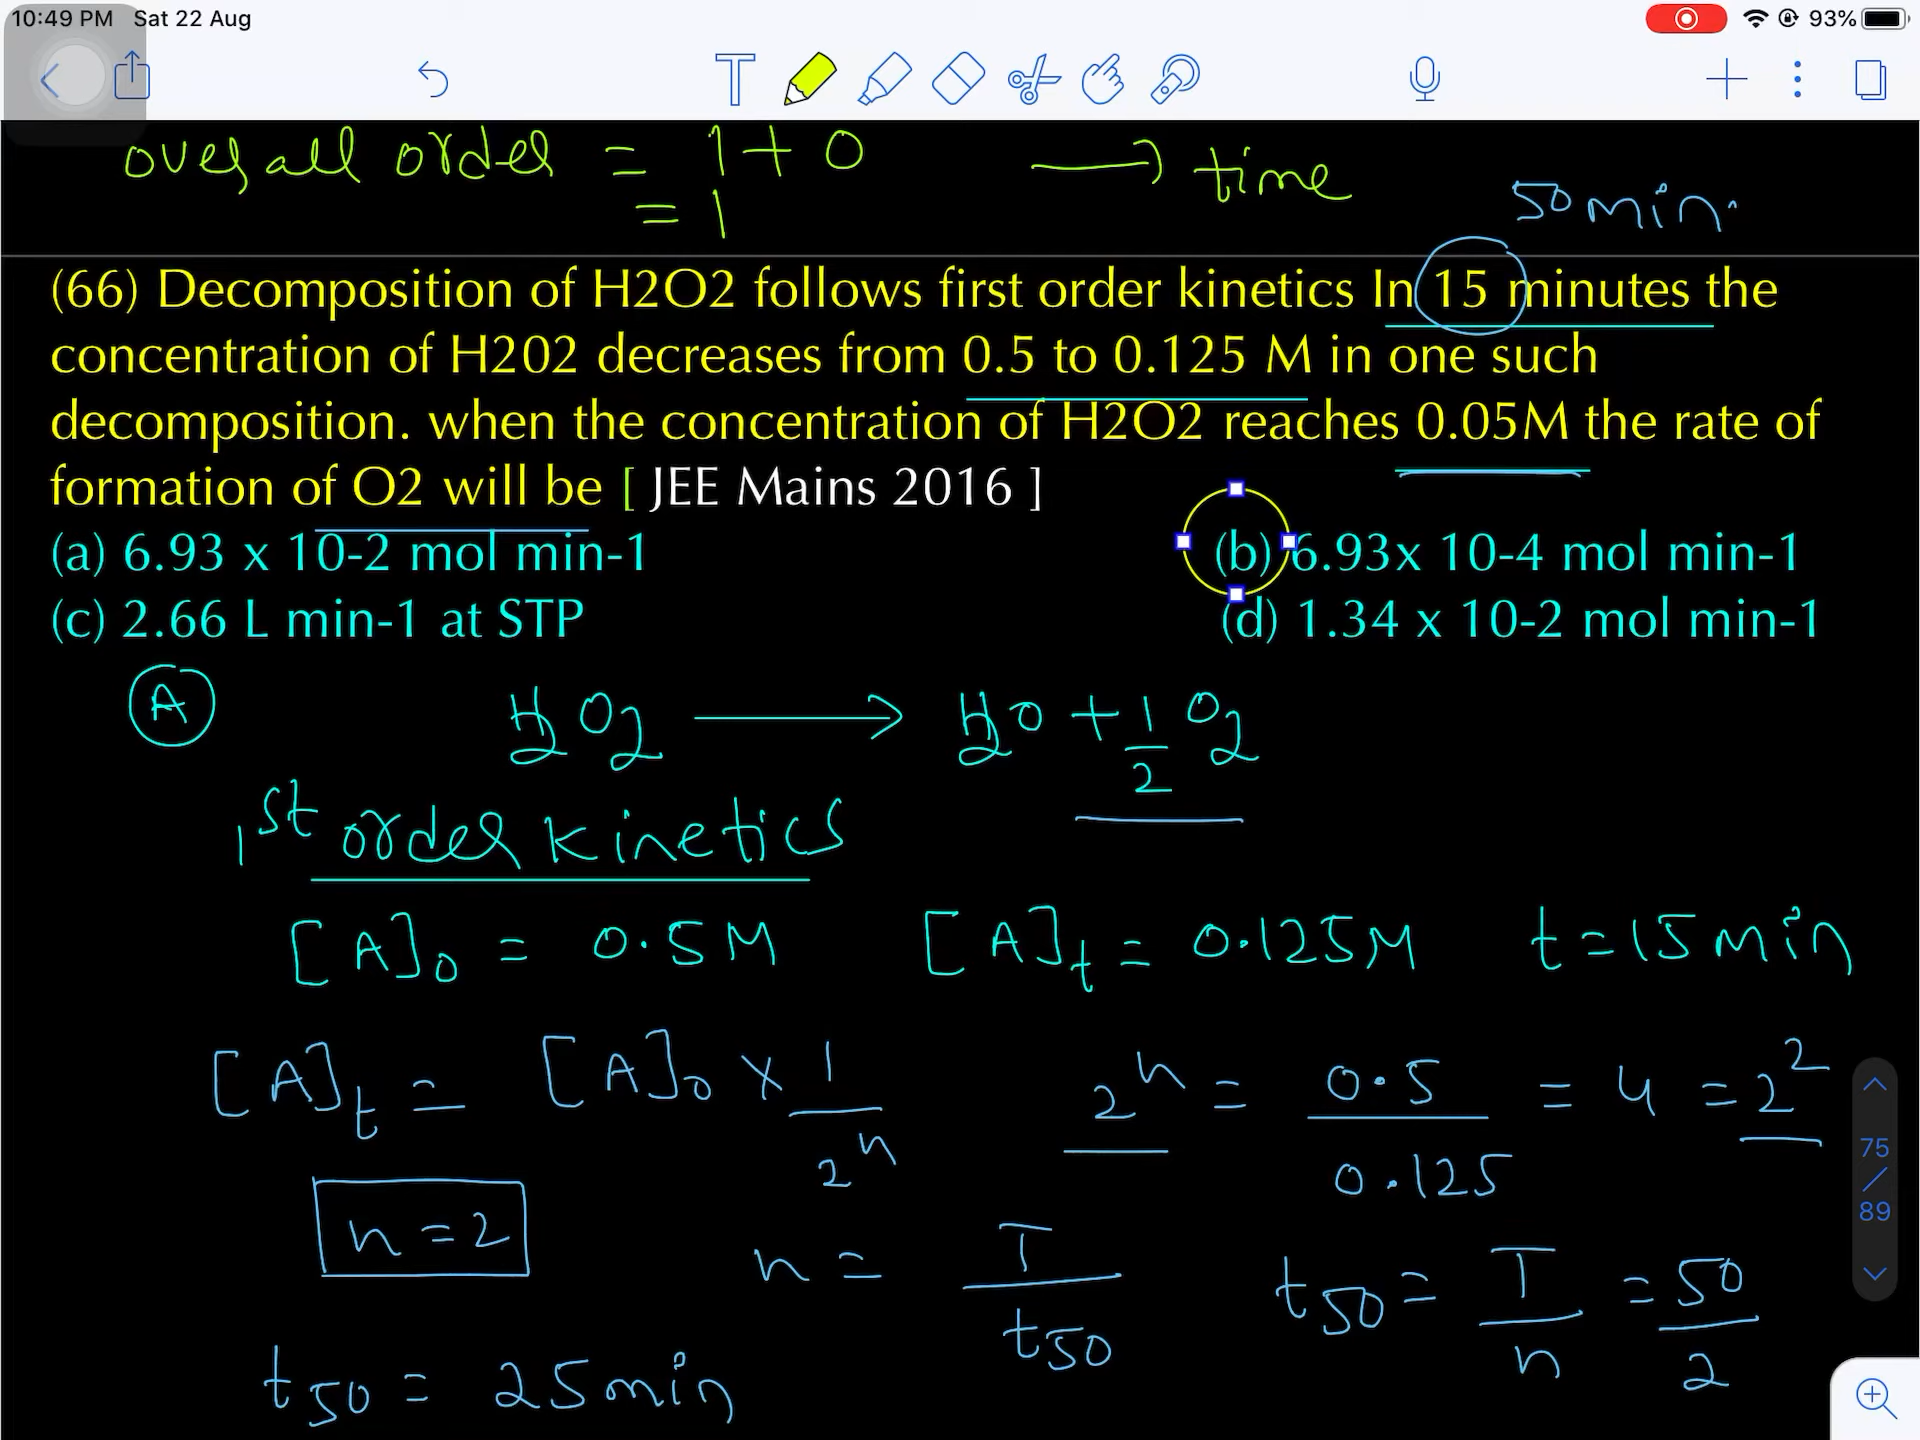 10:49 PM Sat 22 Aug
93%
overall order = 1 + 0 → time
= 1
50 min.
(66) Decomposition of H2O2 follows first order kinetics In 15 minutes the
concentration of H202 decreases from 0.5 to 0.125 M in one such
decomposition. when the concentration of H2O2 reaches 0.05M the rate of
formation of O2 will be [ JEE Mains 2016 ]
(a) 6.93 x 10-2 mol min-1 (b) 6.93x 10-4 mol min-1
(c) 2.66 L min-1 at STP (d) 1.34 x 10-2 mol min-1
A H2O2 → H2O + 1/2 O2
1st order kinetics
[A]0 = 0.5M [A]t = 0.125M t = 15 min
[A]t = [A]0 x 1/2^n 2^n = 0.5/0.125 = 4 = 2^2
n = 2 n = T/t50 t50 = T/n = 50/2
t50 = 25 min
75
/
89